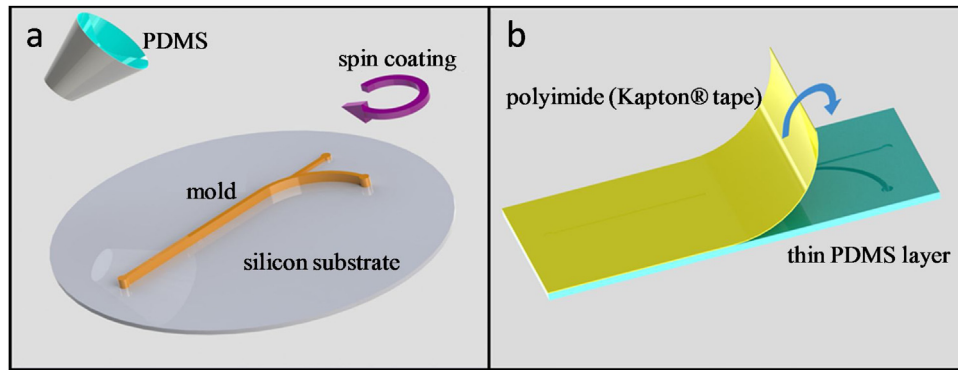 a
PDMS
spin coating
mold
silicon substrate
b
polyimide (Kapton® tape)
thin PDMS layer